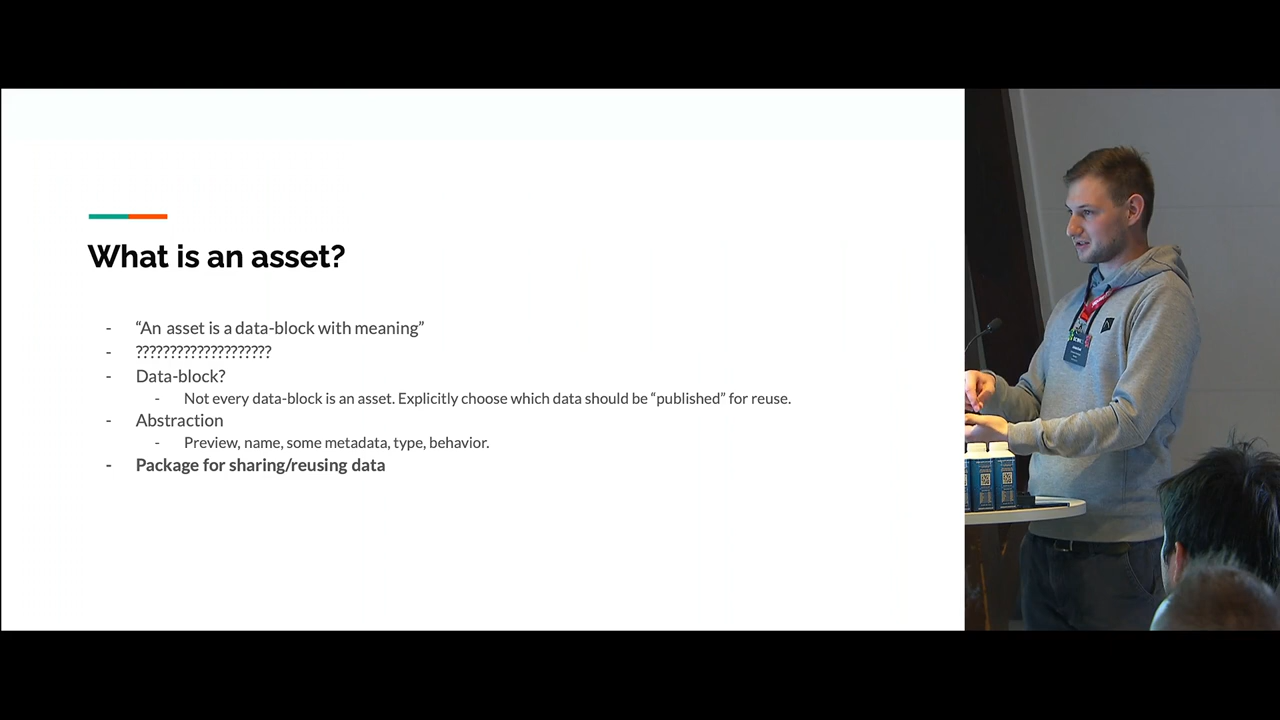 What is an asset?
- “An asset is a data-block with meaning”
- ????????????????????
- Data-block?
- Not every data-block is an asset. Explicitly choose which data should be “published” for reuse.
- Abstraction
- Preview, name, some metadata, type, behavior.
- Package for sharing/reusing data